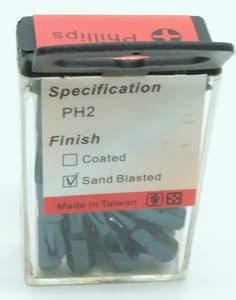 Phillips
Specification
PH2
Finish
Coated
Sand Blasted
Made In Taiwan